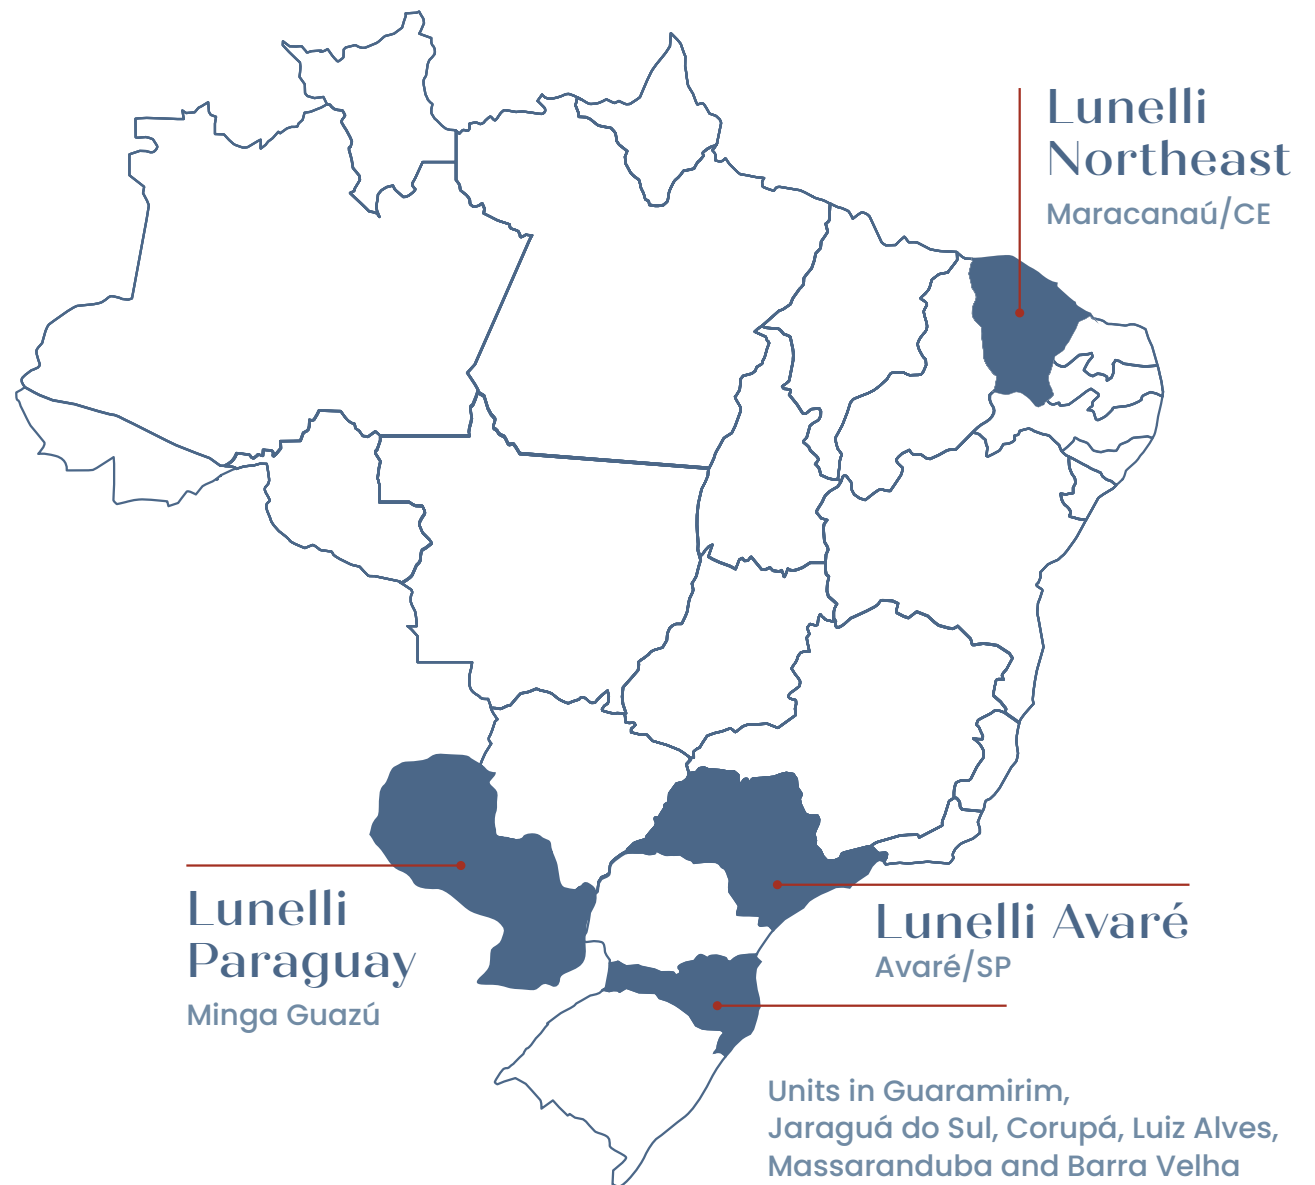 Lunelli
Northeast
Maracanaú/CE
Lunelli
Paraguay
Minga Guazú
Lunelli Avaré
Avaré/SP
Units in Guaramirim,
Jaraguá do Sul, Corupá, Luiz Alves,
Massaranduba and Barra Velha